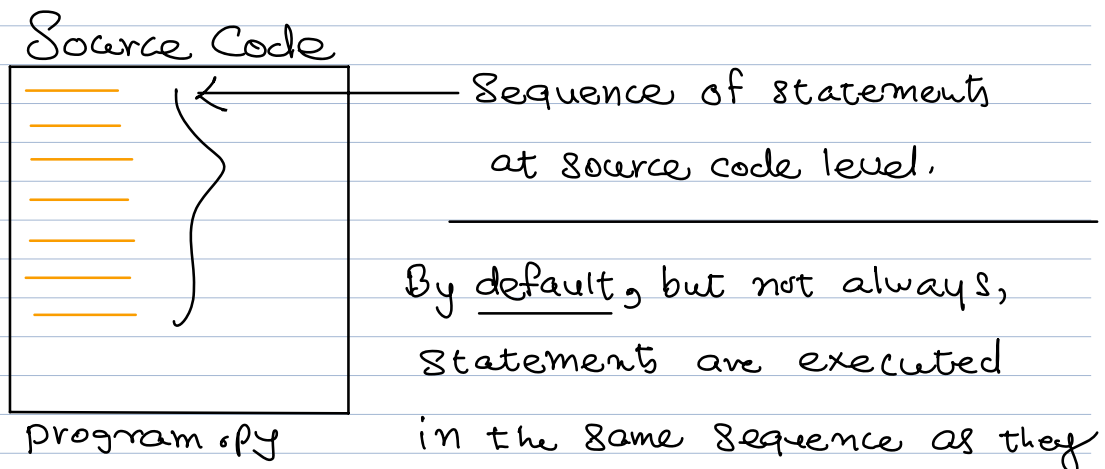 Source Code
Sequence of statements
at source code level.
By default, but not always,
statements are executed
program.py
in the same sequence as they